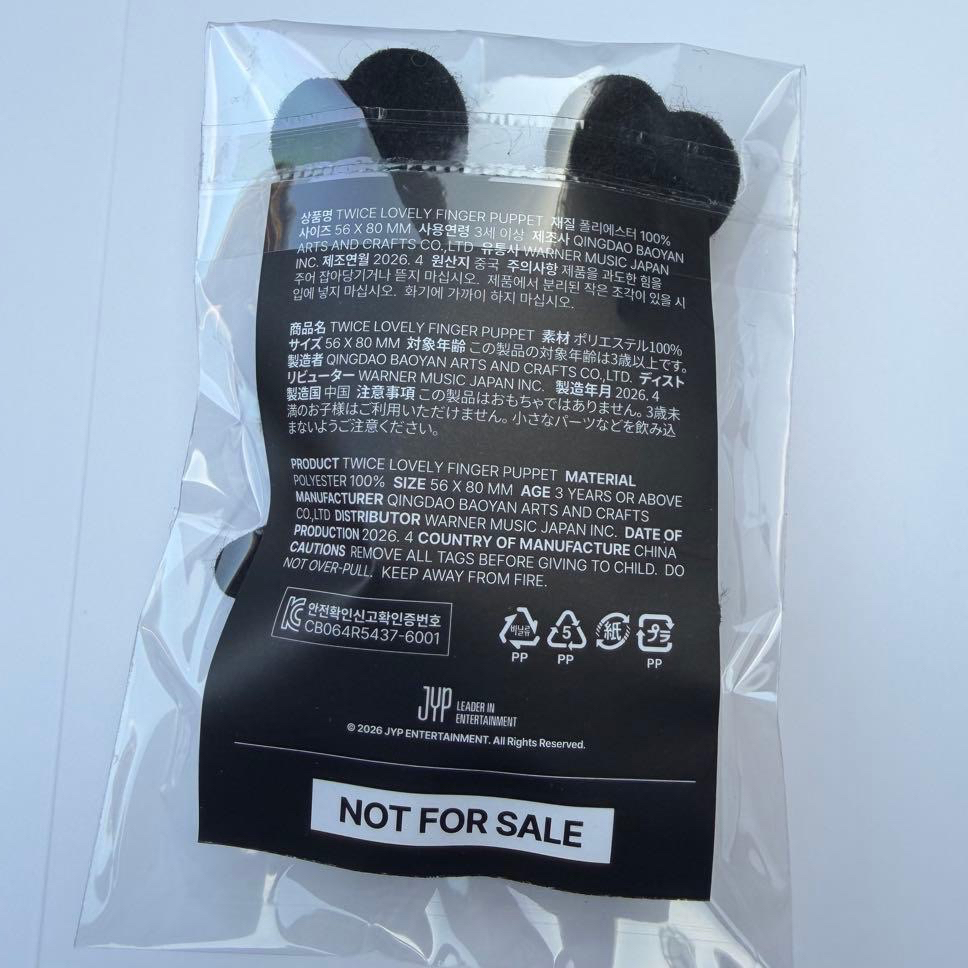 상품명 TWICE LOVELY FINGER PUPPET 재질 폴리에스터 100%
사이즈 56 X 80 MM 사용연령 3세 이상 제조사 QINGDAO BAOYAN
ARTS AND CRAFTS CO.,LTD 유통사 WARNER MUSIC JAPAN
INC. 제조연월 2026. 4 원산지 중국 주의사항 제품을 과도한 힘을
주어 잡아당기거나 뜯지 마십시오. 제품에서 분리된 작은 조각이 있을 시
입에 넣지 마십시오. 화기에 가까이 하지 마십시오.
商品名 TWICE LOVELY FINGER PUPPET 素材 ポリエステル100%
サイズ 56 X 80 MM 対象年齢 この製品の対象年齢は3歳以上です。
製造者 QINGDAO BAOYAN ARTS AND CRAFTS CO.,LTD. ディスト
リビューター WARNER MUSIC JAPAN INC. 製造年月 2026. 4
製造国 中国 注意事項 この製品はおもちゃではありません。3歳未
満のお子様はご利用いただけません。小さなパーツなどを飲み込
まないようご注意ください。
PRODUCT TWICE LOVELY FINGER PUPPET MATERIAL
POLYESTER 100% SIZE 56 X 80 MM AGE 3 YEARS OR ABOVE
MANUFACTURER QINGDAO BAOYAN ARTS AND CRAFTS
CO.,LTD DISTRIBUTOR WARNER MUSIC JAPAN INC. DATE OF
PRODUCTION 2026. 4 COUNTRY OF MANUFACTURE CHINA
CAUTIONS REMOVE ALL TAGS BEFORE GIVING TO CHILD. DO
NOT OVER-PULL. KEEP AWAY FROM FIRE.
KC 안전확인신고확인증번호
CB064R5437-6001
비닐류 5 紙 プラ
PP PP PP
JYP LEADER IN
ENTERTAINMENT
© 2026 JYP ENTERTAINMENT. All Rights Reserved.
NOT FOR SALE